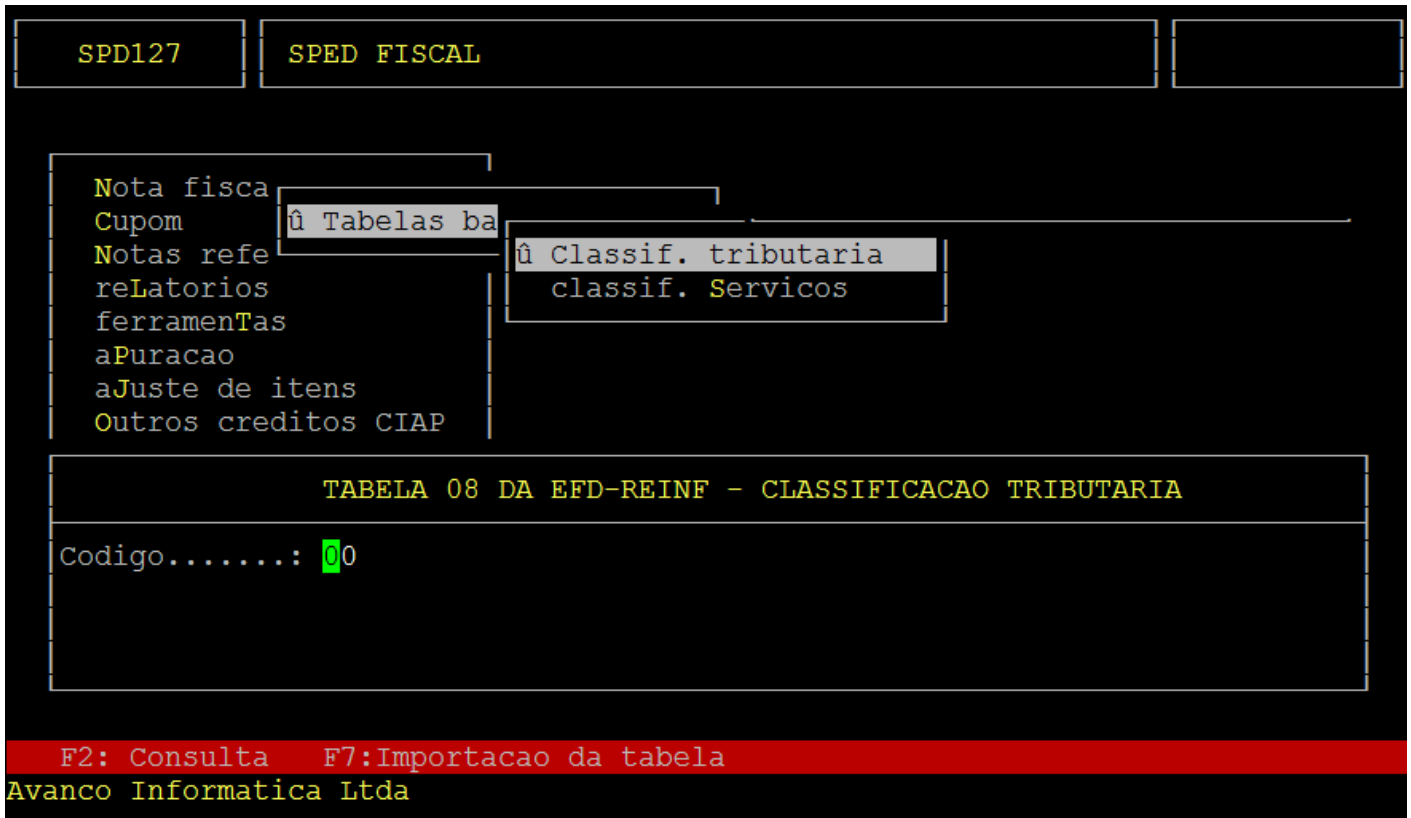 SPD127 SPED FISCAL
Nota fisca
Cupom û Tabelas ba
Notas refe û Classif. tributaria
reLatorios classif. Servicos
ferramenTas
aPuracao
aJuste de itens
Outros creditos CIAP
TABELA 08 DA EFD-REINF - CLASSIFICACAO TRIBUTARIA
Codigo.......: 00
F2: Consulta F7:Importacao da tabela
Avanco Informatica Ltda